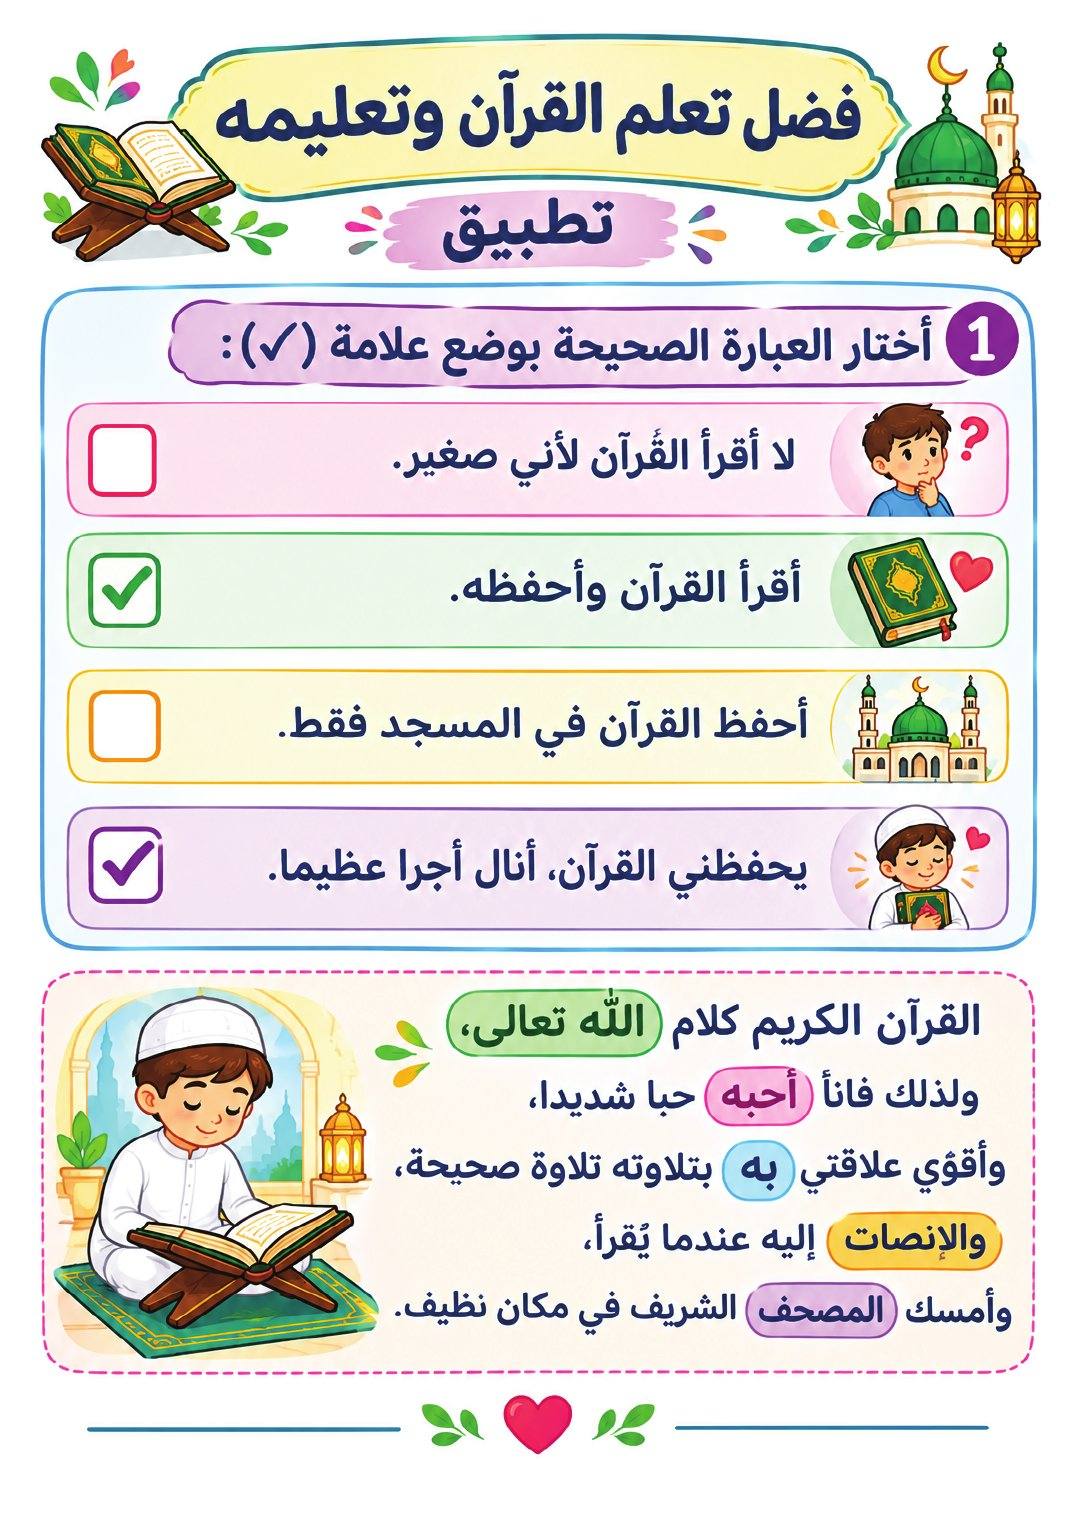 فضل تعلم القرآن وتعليمه
تطبيق
1 أختار العبارة الصحيحة بوضع علامة (✓):
لا أقرأ القُرآن لأني صغير.
؟
أقرأ القرآن وأحفظه.
أحفظ القرآن في المسجد فقط.
يحفظني القرآن، أنال أجرا عظيما.
القرآن الكريم كلام الله تعالى،
ولذلك فانأ أحبه حبا شديدا،
وأقوْي علاقتي به بتلاوته تلاوة صحيحة،
والإنصات إليه عندما يُقرأ،
وأمسك المصحف الشريف في مكان نظيف.